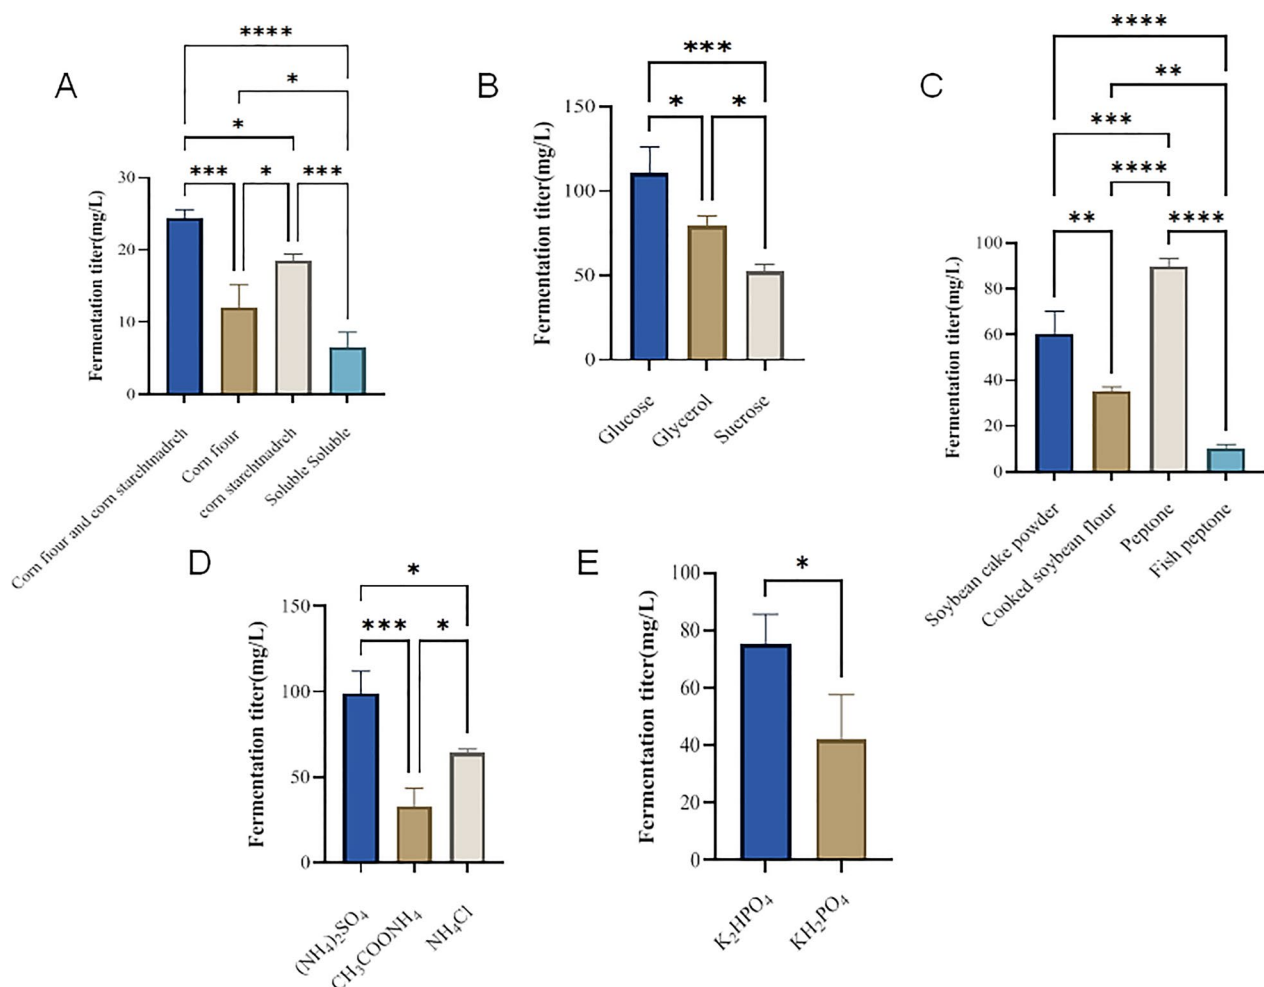 A
****
*
*
***
*
***
Fermentation titer(mg/L)
30
20
10
0
Corn fiour and corn starchtnadrch
Corn fiour
corn starchtnadrch
Soluble Soluble
B
***
*
*
Fermentation titer(mg/L)
150
100
50
0
Glucose
Glycerol
Sucrose
C
****
**
***
****
**
****
Fermentation titer(mg/L)
100
80
60
40
20
0
Soybean cake powder
Cooked soybean flour
Peptone
Fish peptone
D
*
***
*
Fermentation titer(mg/L)
150
100
50
0
(NH₄)₂SO₄
CH₃COONH₄
NH₄Cl
E
*
Fermentation titer(mg/L)
100
80
60
40
20
0
K₂HPO₄
KH₂PO₄